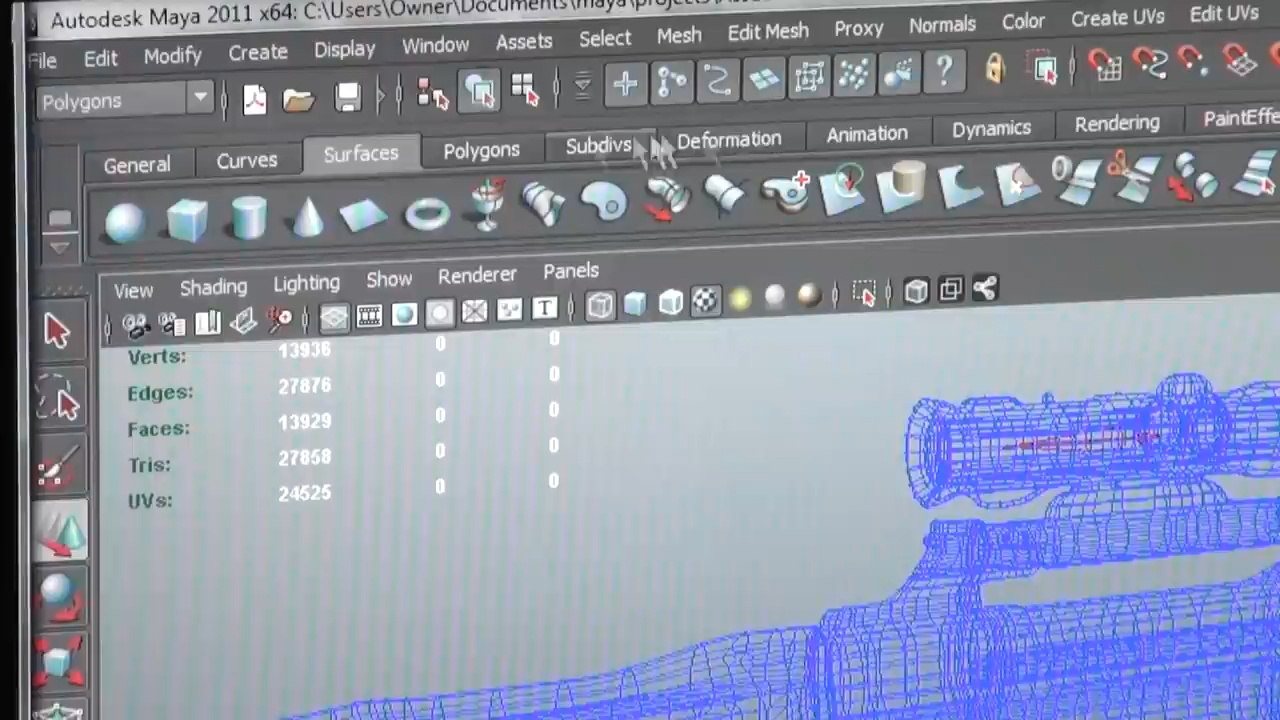 Autodesk Maya 2011 x64: C:\Users\Owner\Documents\maya\projects\
File Edit Modify Create Display Window Assets Select Mesh Edit Mesh Proxy Normals Color Create UVs Edit UVs
Polygons
?
General Curves Surfaces Polygons Subdivs Deformation Animation Dynamics Rendering PaintEffe
View Shading Lighting Show Renderer Panels
T
Verts: 13936 0 0
Edges: 27876 0 0
Faces: 13929 0 0
Tris: 27858 0 0
UVs: 24525 0 0